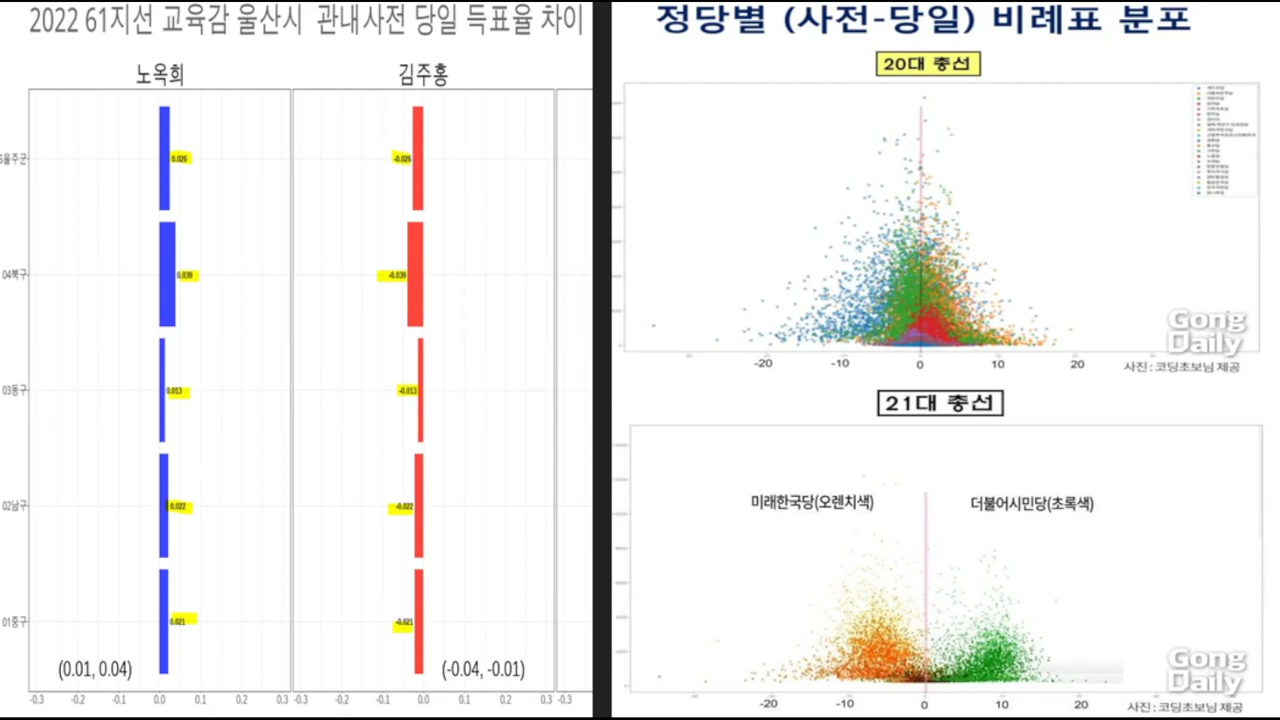 2022 61지선 교육감 울산시 관내사전 당일 득표율 차이
노옥희
김주홍
5울주군
0.026
-0.026
04북구
0.039
-0.039
03동구
0.013
-0.013
02남구
0.022
-0.022
01중구
0.021
-0.021
(0.01, 0.04)
(-0.04, -0.01)
-0.3 -0.2 -0.1 0.0 0.1 0.2 0.3
-0.3 -0.2 -0.1 0.0 0.1 0.2 0.3
-0.3
정당별 (사전-당일) 비례표 분포
20대 총선
-20 -10 0 10 20
Gong Daily
사진 : 코딩초보님 제공
21대 총선
미래한국당(오렌치색)
더불어시민당(초록색)
-20 -10 0 10 20
Gong Daily
사진 : 코딩초보님 제공